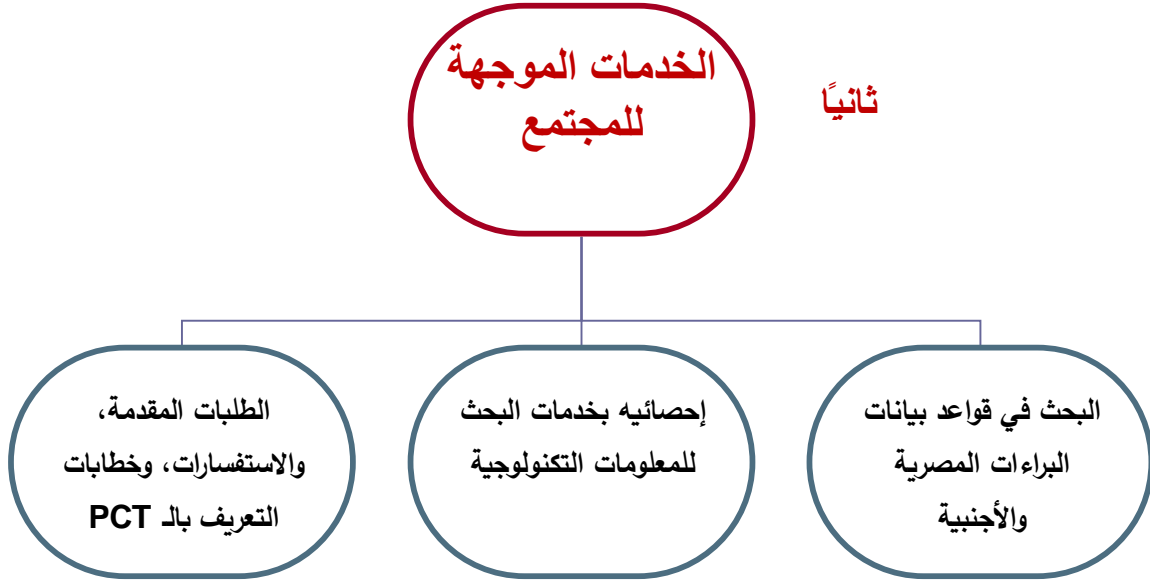 ثانيًا
الخدمات الموجهة
للمجتمع
البحث في قواعد بيانات
البراءات المصرية
والأجنبية
إحصائيه بخدمات البحث
للمعلومات التكنولوجية
الطلبات المقدمة،
والاستفسارات، وخطابات
التعريف بالـ PCT